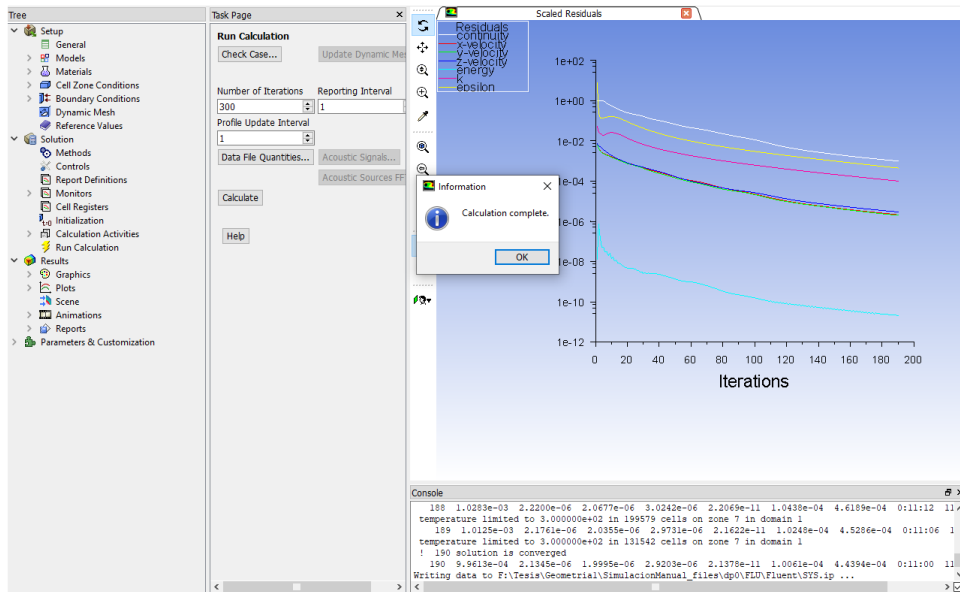 Tree
Setup
General
Models
Materials
Cell Zone Conditions
Boundary Conditions
Dynamic Mesh
Reference Values
Solution
Methods
Controls
Report Definitions
Monitors
Cell Registers
Initialization
Calculation Activities
Run Calculation
Results
Graphics
Plots
Scene
Animations
Reports
Parameters & Customization
Task Page
Run Calculation
Check Case... Update Dynamic Mes
Number of Iterations Reporting Interval
300 1
Profile Update Interval
1
Data File Quantities... Acoustic Signals...
Acoustic Sources FF
Calculate
Help
Scaled Residuals
Residuals
continuity
x-velocity
y-velocity
z-velocity
energy
k
epsilon
1e+02
1e+00
1e-02
1e-04
1e-06
1e-08
1e-10
1e-12
0 20 40 60 80 100 120 140 160 180 200
Iterations
Information
Calculation complete.
OK
Console
188 1.0283e-03 2.2200e-06 2.0677e-06 3.0242e-06 2.2069e-11 1.0438e-04 4.6189e-04 0:11:12 11
temperature limited to 3.000000e+02 in 199579 cells on zone 7 in domain 1
189 1.0125e-03 2.1761e-06 2.0355e-06 2.9731e-06 2.1622e-11 1.0248e-04 4.5286e-04 0:11:06 1
temperature limited to 3.000000e+02 in 131542 cells on zone 7 in domain 1
! 190 solution is converged
190 9.9613e-04 2.1345e-06 1.9995e-06 2.9203e-06 2.1378e-11 1.0061e-04 4.4394e-04 0:11:00 11
Writing data to F:\Tesis\Geometrial\SimulacionManual_files\dp0\FLU\Fluent\SYS.ip ...